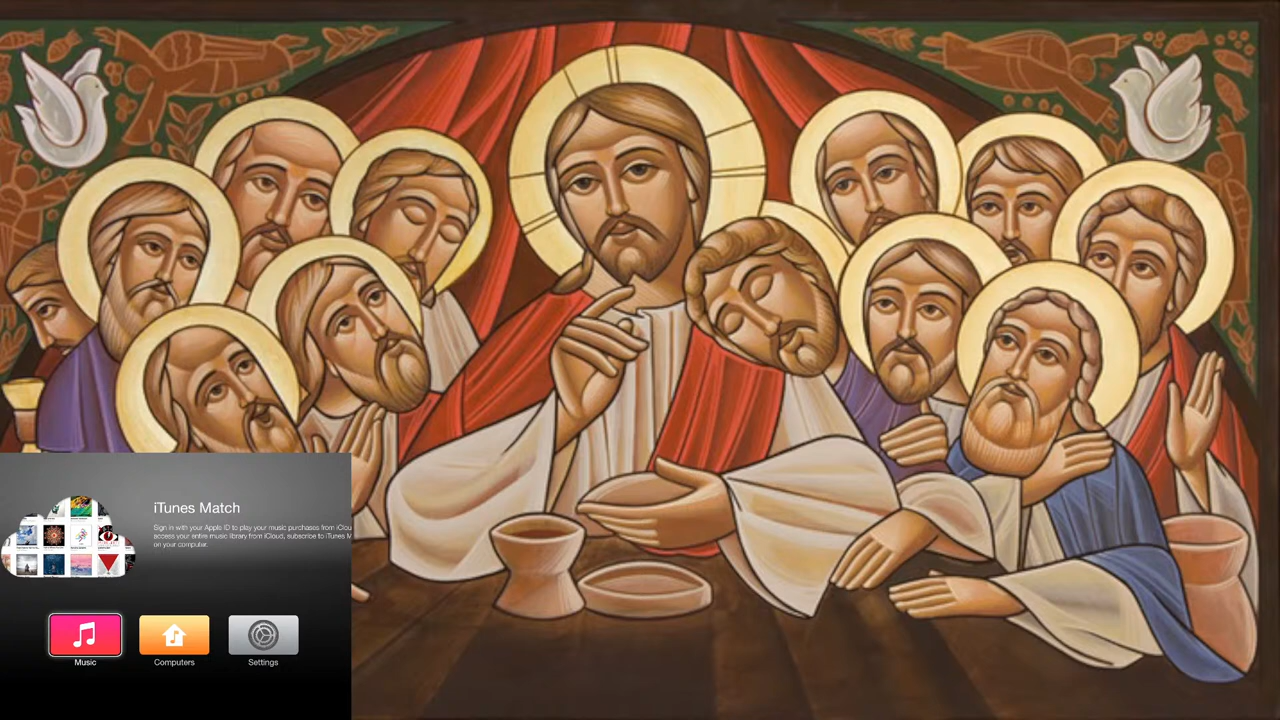 iTunes Match
Sign in with your Apple ID to play your music purchases from
access your entire music library from iCloud, subscribe to iTunes
on your computer.
Music
Computers
Settings